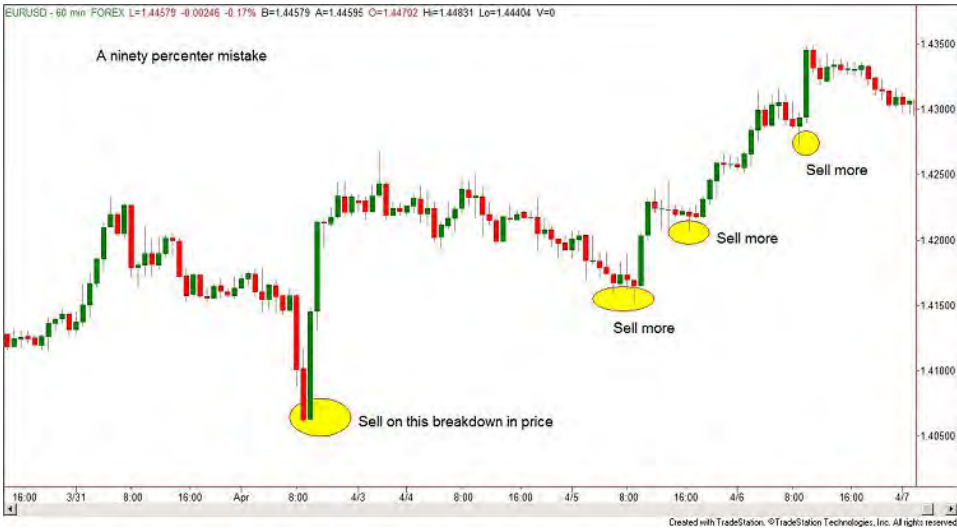 EURUSD - 60 min FOREX L=1.44579 -0.00246 -0.17% B=1.44579 A=1.44595 O=1.44702 Hi=1.44831 Lo=1.44404 V=0
A ninety percenter mistake
1.43500
1.43000
Sell more
1.42500
Sell more
1.42000
1.41500
Sell more
1.41000
Sell on this breakdown in price
1.40500
16:00 3/31 8:00 16:00 Apr 8:00 4/3 4/4 8:00 16:00 4/5 8:00 16:00 4/6 8:00 16:00 4/7
Created with TradeStation. ©TradeStation Technologies, Inc. All rights reserved.